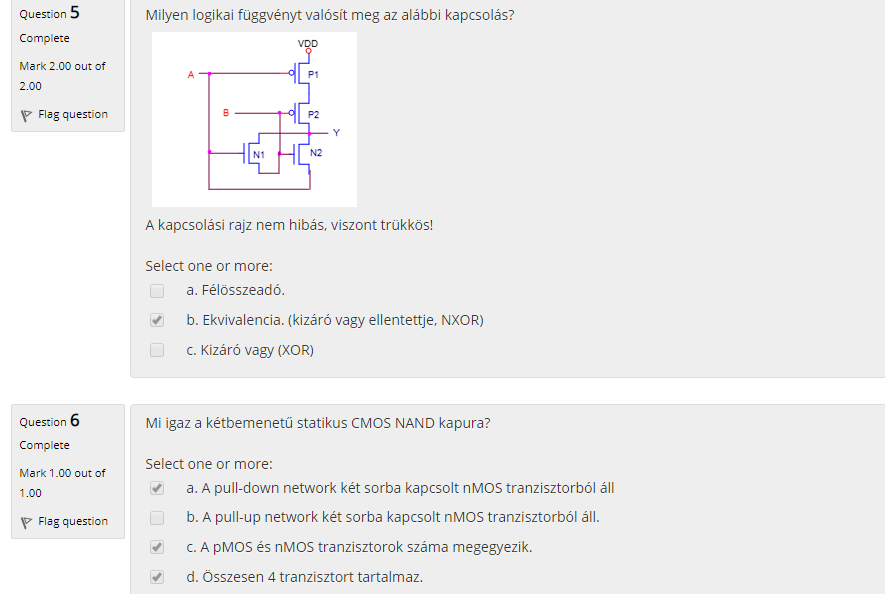 Question 5
Complete
Mark 2.00 out of
2.00
Flag question
Milyen logikai függvényt valósít meg az alábbi kapcsolás?
VDD
A
P1
B
P2
Y
N1
N2
A kapcsolási rajz nem hibás, viszont trükkös!
Select one or more:
a. Félösszeadó.
b. Ekvivalencia. (kizáró vagy ellentettje, NXOR)
c. Kizáró vagy (XOR)
Question 6
Complete
Mark 1.00 out of
1.00
Flag question
Mi igaz a kétbemenetű statikus CMOS NAND kapura?
Select one or more:
a. A pull-down network két sorba kapcsolt nMOS tranzisztorból áll
b. A pull-up network két sorba kapcsolt nMOS tranzisztorból áll.
c. A pMOS és nMOS tranzisztorok száma megegyezik.
d. Összesen 4 tranzisztort tartalmaz.